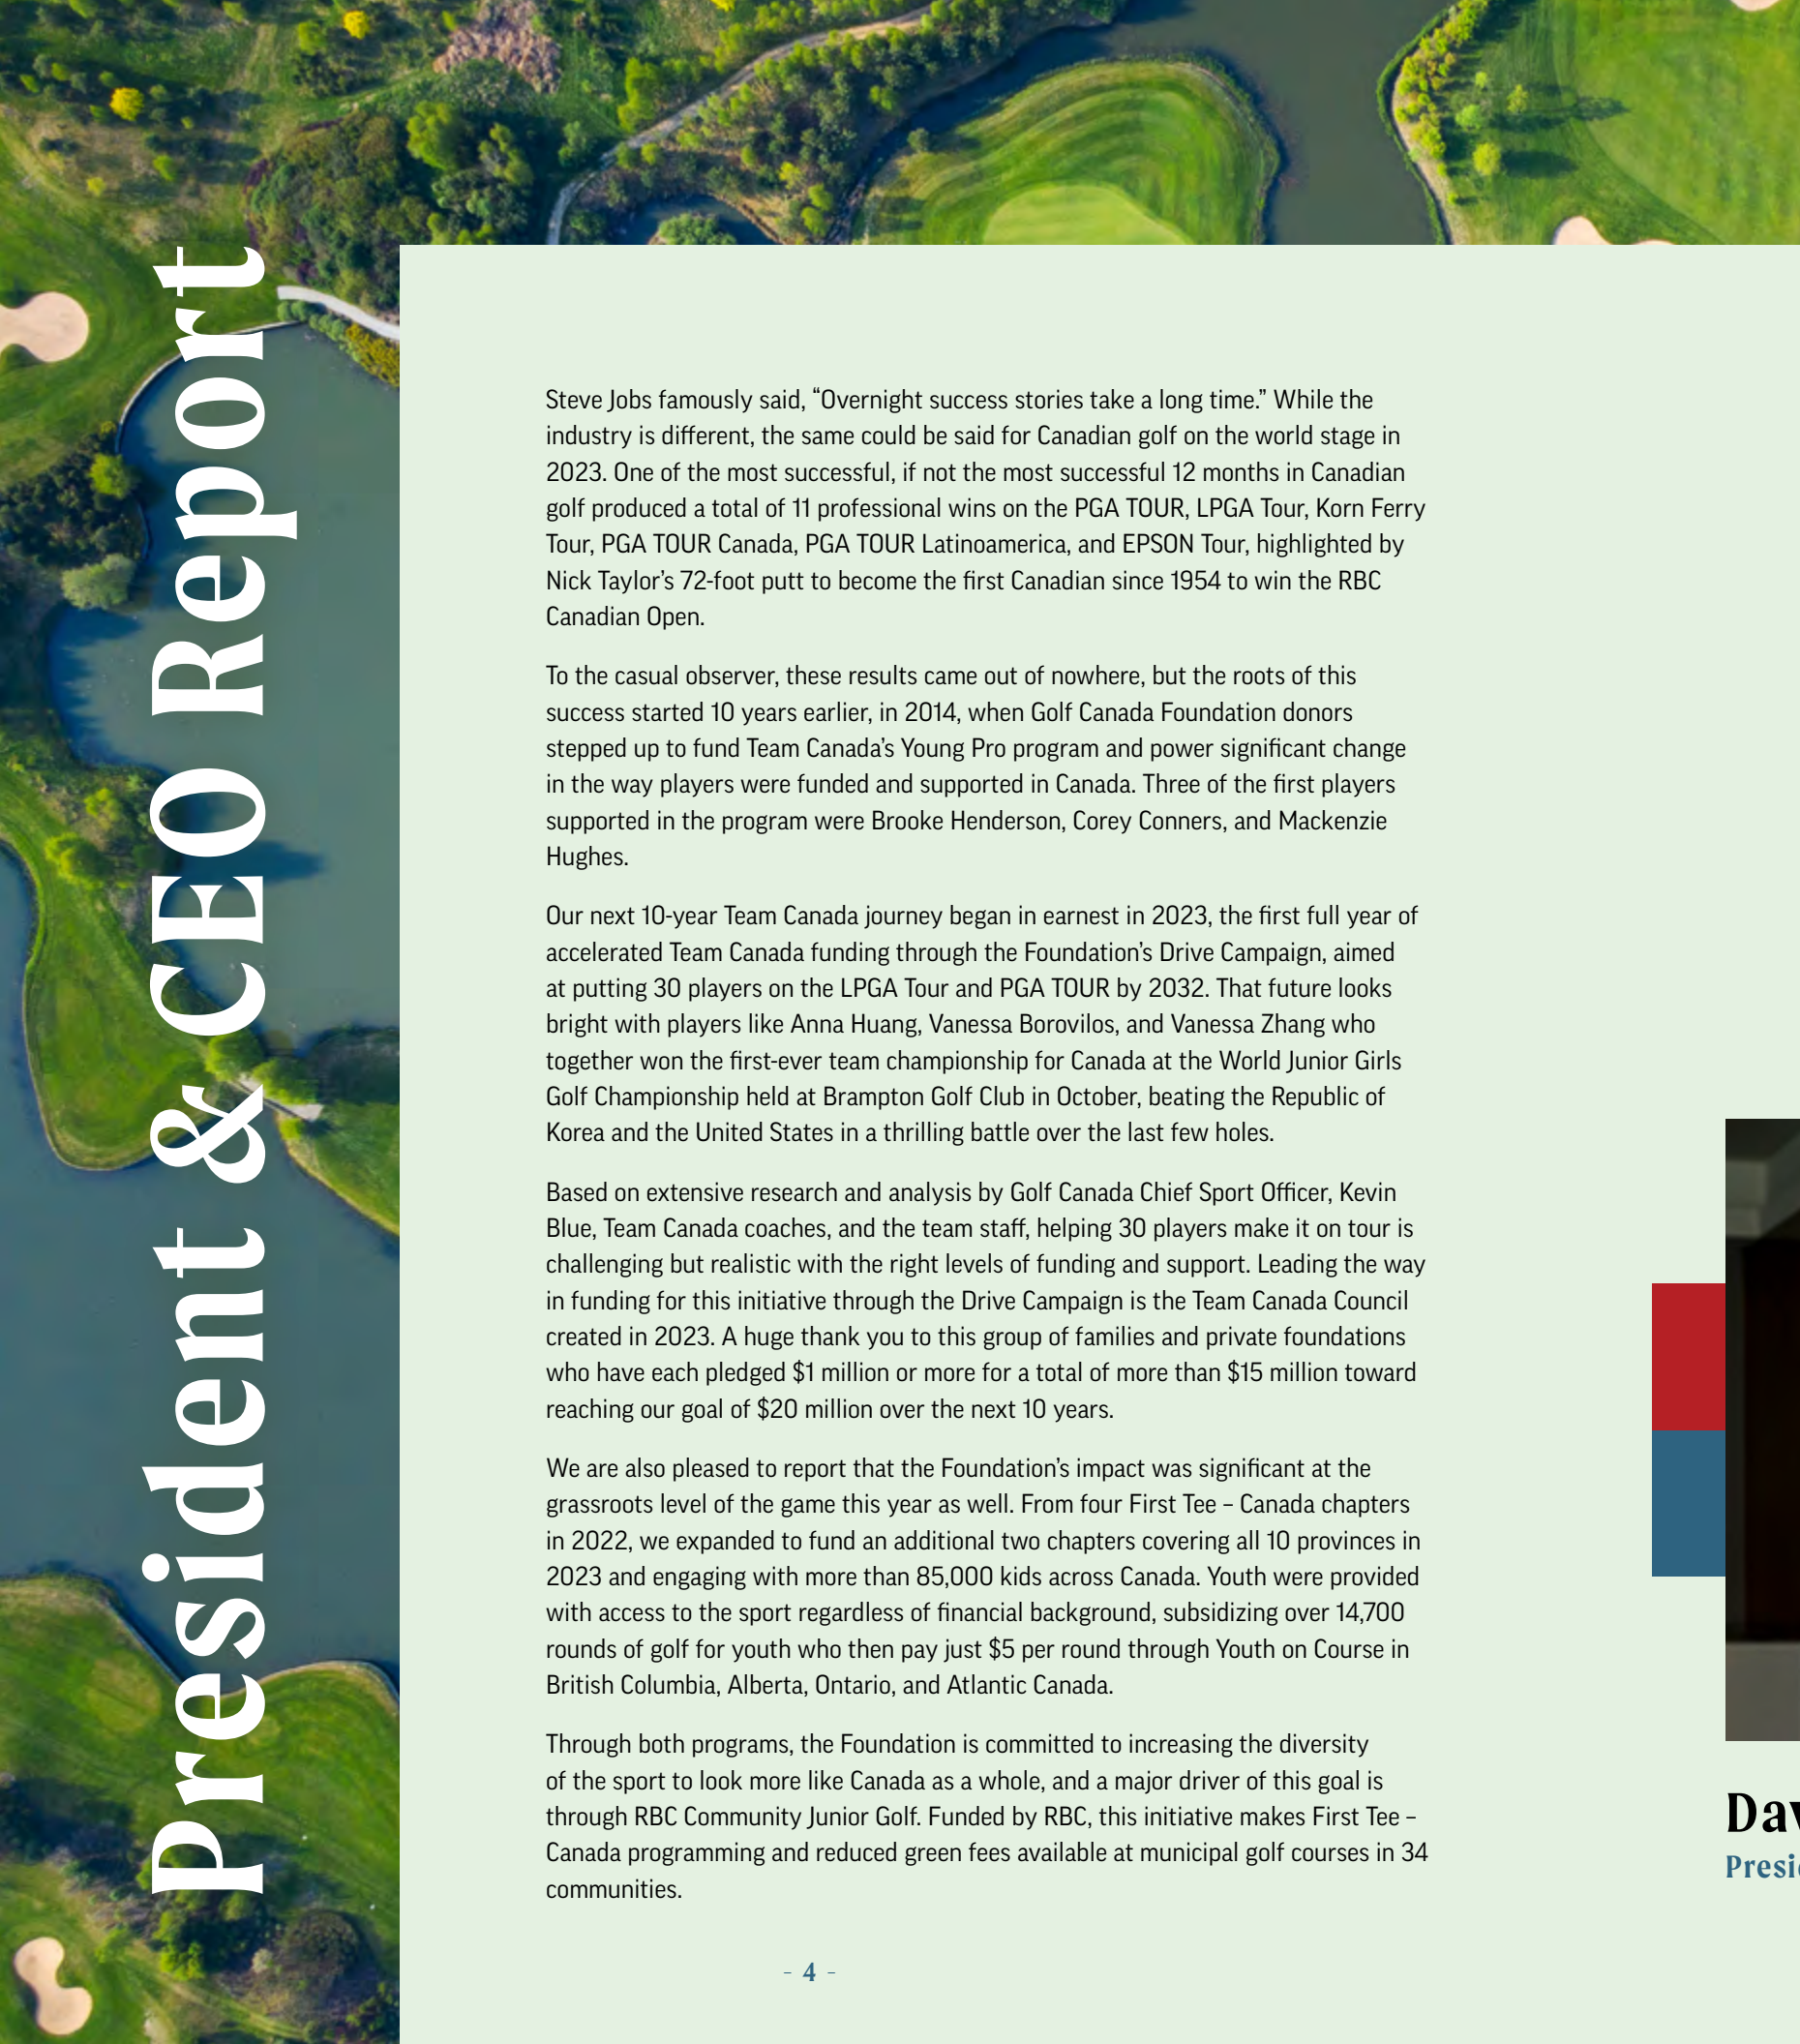 President & CEO Report
Steve Jobs famously said, “Overnight success stories take a long time.” While the
industry is different, the same could be said for Canadian golf on the world stage in
2023. One of the most successful, if not the most successful 12 months in Canadian
golf produced a total of 11 professional wins on the PGA TOUR, LPGA Tour, Korn Ferry
Tour, PGA TOUR Canada, PGA TOUR Latinoamerica, and EPSON Tour, highlighted by
Nick Taylor’s 72-foot putt to become the first Canadian since 1954 to win the RBC
Canadian Open.
To the casual observer, these results came out of nowhere, but the roots of this
success started 10 years earlier, in 2014, when Golf Canada Foundation donors
stepped up to fund Team Canada’s Young Pro program and power significant change
in the way players were funded and supported in Canada. Three of the first players
supported in the program were Brooke Henderson, Corey Conners, and Mackenzie
Hughes.
Our next 10-year Team Canada journey began in earnest in 2023, the first full year of
accelerated Team Canada funding through the Foundation’s Drive Campaign, aimed
at putting 30 players on the LPGA Tour and PGA TOUR by 2032. That future looks
bright with players like Anna Huang, Vanessa Borovilos, and Vanessa Zhang who
together won the first-ever team championship for Canada at the World Junior Girls
Golf Championship held at Brampton Golf Club in October, beating the Republic of
Korea and the United States in a thrilling battle over the last few holes.
Based on extensive research and analysis by Golf Canada Chief Sport Officer, Kevin
Blue, Team Canada coaches, and the team staff, helping 30 players make it on tour is
challenging but realistic with the right levels of funding and support. Leading the way
in funding for this initiative through the Drive Campaign is the Team Canada Council
created in 2023. A huge thank you to this group of families and private foundations
who have each pledged $1 million or more for a total of more than $15 million toward
reaching our goal of $20 million over the next 10 years.
We are also pleased to report that the Foundation’s impact was significant at the
grassroots level of the game this year as well. From four First Tee – Canada chapters
in 2022, we expanded to fund an additional two chapters covering all 10 provinces in
2023 and engaging with more than 85,000 kids across Canada. Youth were provided
with access to the sport regardless of financial background, subsidizing over 14,700
rounds of golf for youth who then pay just $5 per round through Youth on Course in
British Columbia, Alberta, Ontario, and Atlantic Canada.
Through both programs, the Foundation is committed to increasing the diversity
of the sport to look more like Canada as a whole, and a major driver of this goal is
through RBC Community Junior Golf. Funded by RBC, this initiative makes First Tee –
Canada programming and reduced green fees available at municipal golf courses in 34
communities.
- 4 -